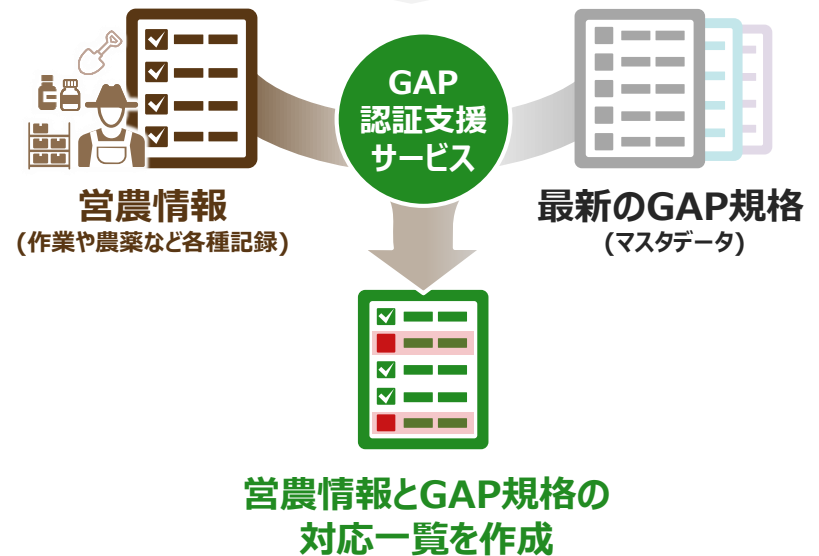 GAP
認証支援
サービス
営農情報
(作業や農薬など各種記録)
最新のGAP規格
(マスタデータ)
営農情報とGAP規格の
対応一覧を作成